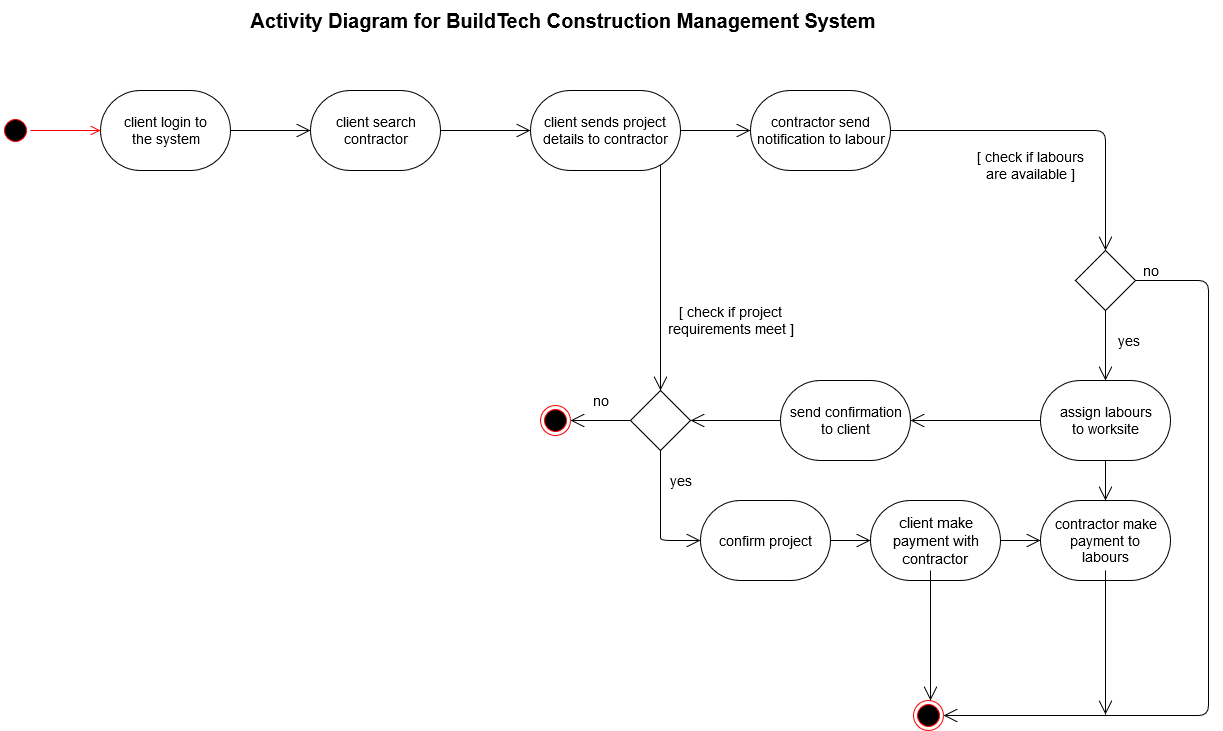 Activity Diagram for BuildTech Construction Management System
client login to
the system
client search
contractor
client sends project
details to contractor
contractor send
notification to labour
[ check if labours
are available ]
no
yes
[ check if project
requirements meet ]
no
send confirmation
to client
assign labours
to worksite
yes
confirm project
client make
payment with
contractor
contractor make
payment to
labours